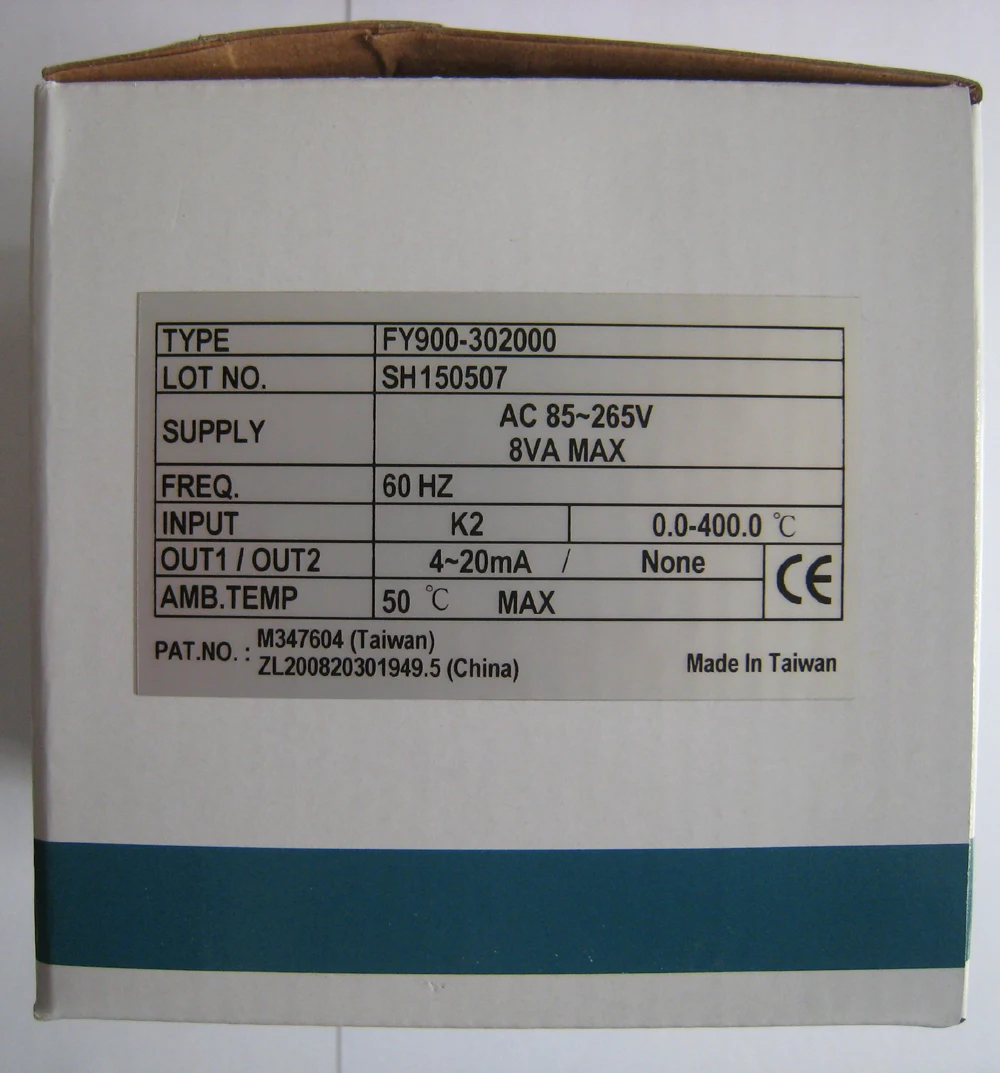 TYPE FY900-302000
LOT NO. SH150507
SUPPLY AC 85~265V
8VA MAX
FREQ. 60 HZ
INPUT K2 0.0-400.0 ℃
OUT1 / OUT2 4~20mA / None
CE
AMB.TEMP 50 ℃ MAX
PAT.NO. : M347604 (Taiwan)
ZL200820301949.5 (China)
Made In Taiwan